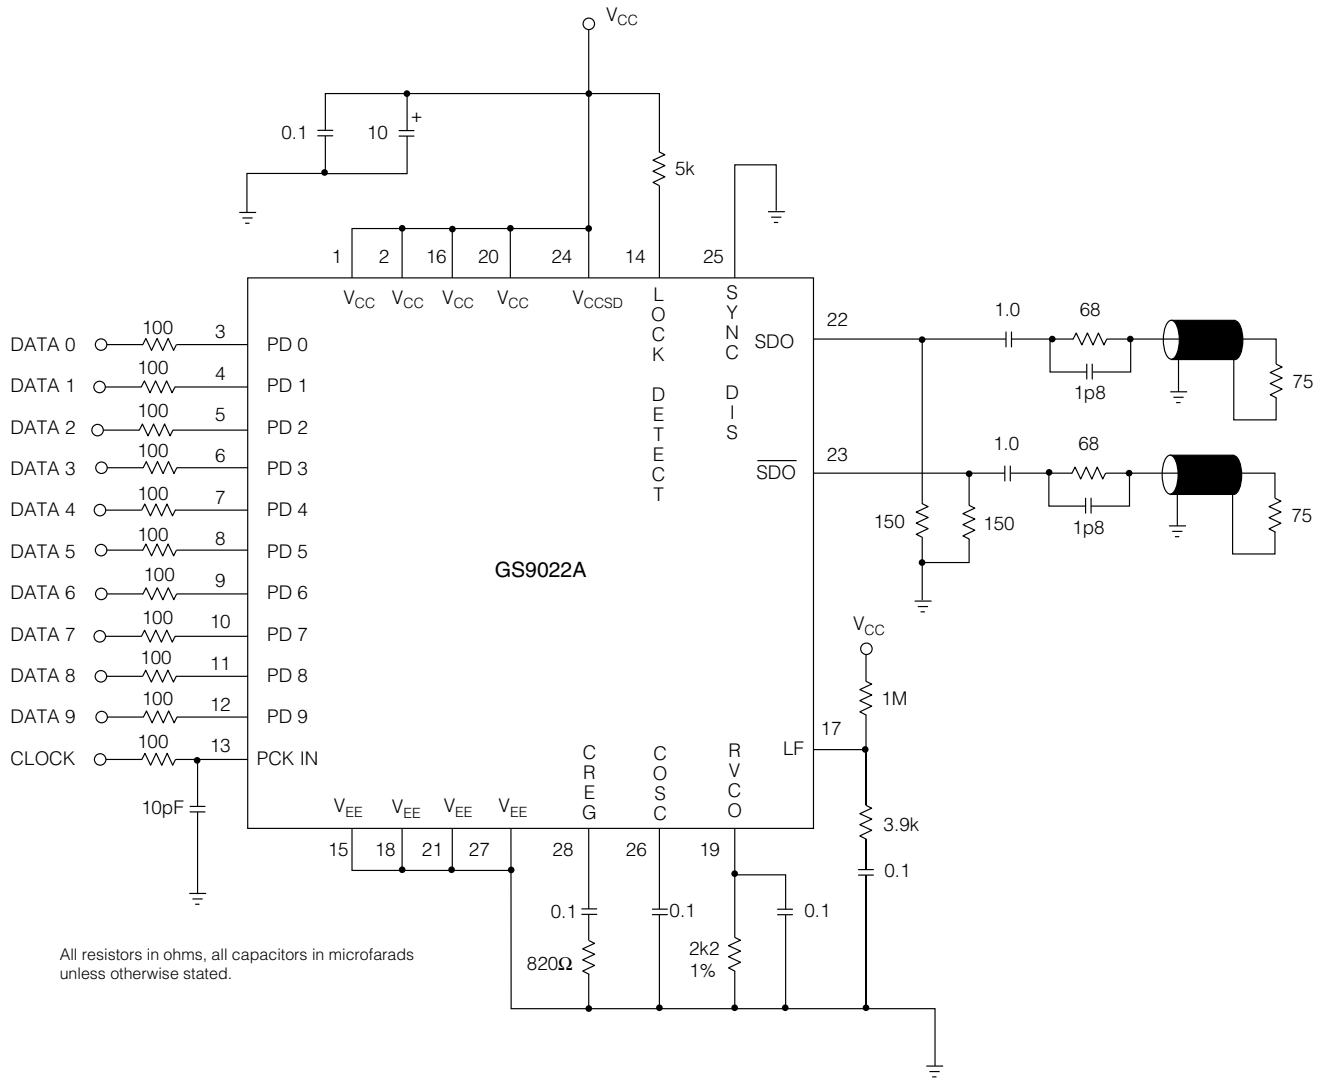 VCC
0.1 10 +
5k
1 2 16 20 24 14 25
VCC VCC VCC VCC VCCSD
LOCK DETECT
SYNC DIS
DATA 0 100 3 PD 0
DATA 1 100 4 PD 1
DATA 2 100 5 PD 2
DATA 3 100 6 PD 3
DATA 4 100 7 PD 4
DATA 5 100 8 PD 5
DATA 6 100 9 PD 6
DATA 7 100 10 PD 7
DATA 8 100 11 PD 8
DATA 9 100 12 PD 9
CLOCK 100 13 PCK IN
10pF
GS9022A
SDO 22 1.0 68
1p8
75
SDO 23 1.0 68
1p8
75
150 150
VCC
1M
LF 17
3.9k
0.1
VEE VEE VEE VEE
CREG
COSC
RVCO
15 18 21 27 28 26 19
0.1 0.1 0.1
820Ω
2k2
1%
All resistors in ohms, all capacitors in microfarads
unless otherwise stated.